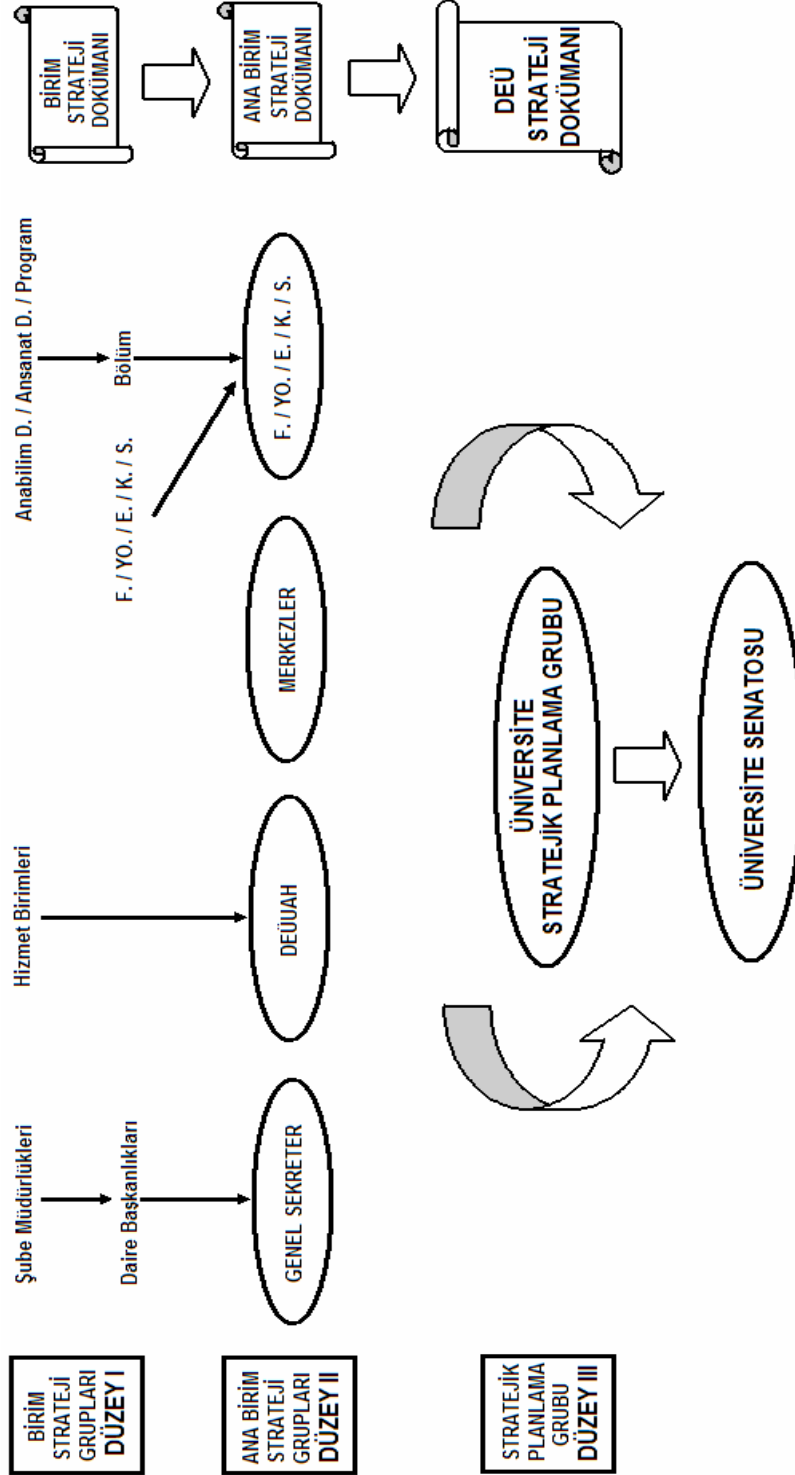 BİRİM
STRATEJİ
GRUPLARI
DÜZEY I
Şube Müdürlükleri
Daire Başkanlıkları
Hizmet Birimleri
Anabilim D. / Ansanat D. / Program
Bölüm
F. / YO. / E. / K. / S.
BİRİM
STRATEJİ
DOKÜMANI
ANA BİRİM
STRATEJİ
GRUPLARI
DÜZEY II
GENEL SEKRETER
DEÜUAH
MERKEZLER
F. / YO. / E. / K. / S.
ANA BİRİM
STRATEJİ
DOKÜMANI
STRATEJİK
PLANLAMA
GRUBU
DÜZEY III
ÜNİVERSİTE
STRATEJİK PLANLAMA GRUBU
ÜNİVERSİTE SENATOSU
DEÜ
STRATEJİ
DOKÜMANI